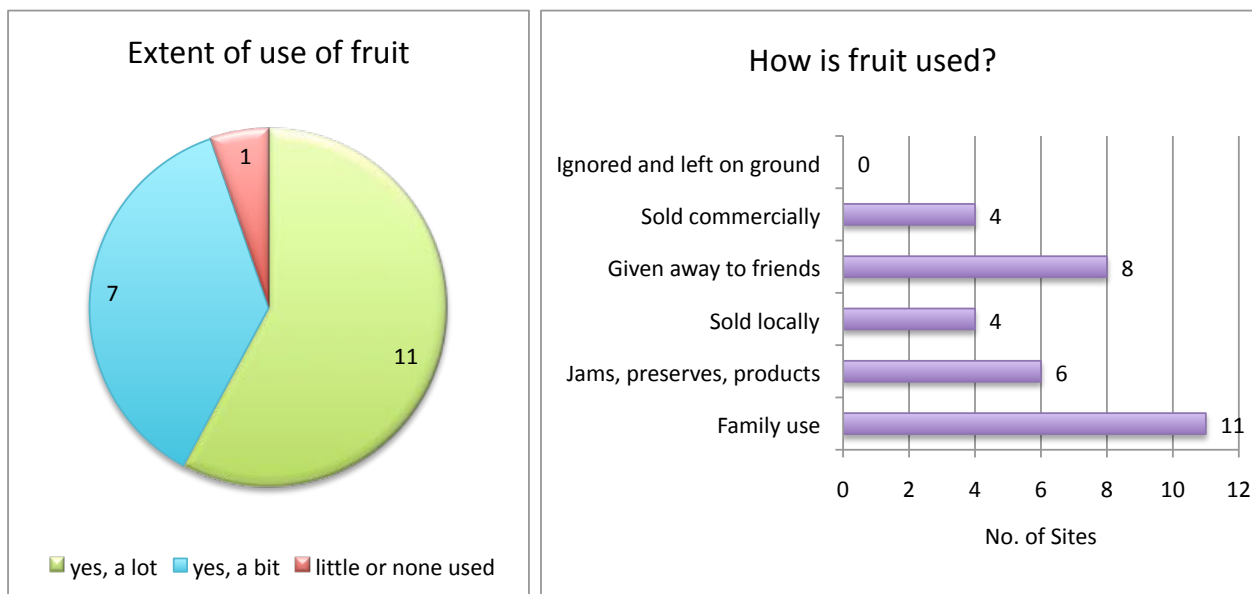 Extent of use of fruit
1
7
11
yes, a lot yes, a bit little or none used
How is fruit used?
Ignored and left on ground 0
Sold commercially 4
Given away to friends 8
Sold locally 4
Jams, preserves, products 6
Family use 11
0 2 4 6 8 10 12
No. of Sites